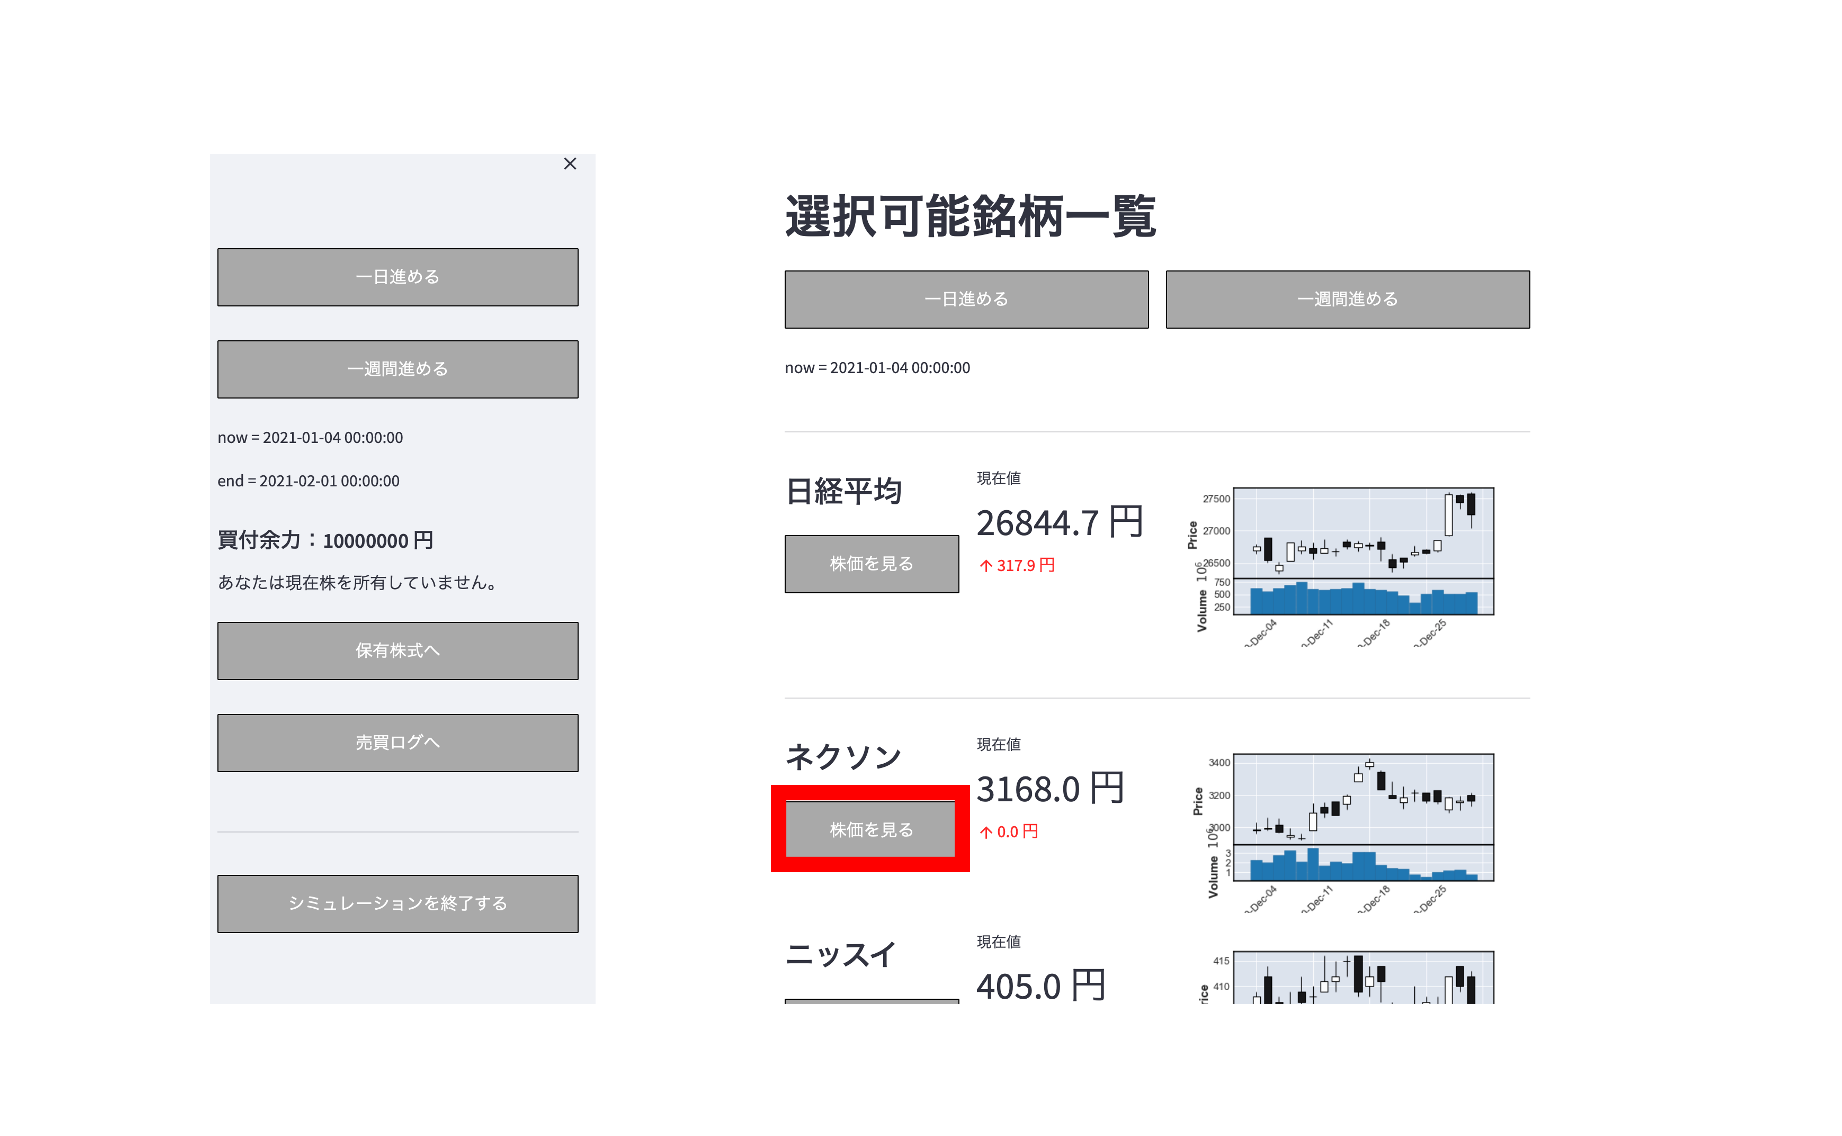 ×
一日進める
一週間進める
now = 2021-01-04 00:00:00
end = 2021-02-01 00:00:00
買付余力：10000000 円
あなたは現在株を所有していません。
保有株式へ
売買ログへ
シミュレーションを終了する
選択可能銘柄一覧
一日進める
一週間進める
now = 2021-01-04 00:00:00
日経平均
株価を見る
現在値
26844.7 円
↑ 317.9 円
Price
27500
27000
26500
Volume 10⁶
750
500
250
-Dec-04
-Dec-11
-Dec-18
-Dec-25
ネクソン
株価を見る
現在値
3168.0 円
↑ 0.0 円
Price
3400
3200
3000
Volume 10⁶
3
2
1
-Dec-04
-Dec-11
-Dec-18
-Dec-25
ニッスイ
現在値
405.0 円
rice
415
410